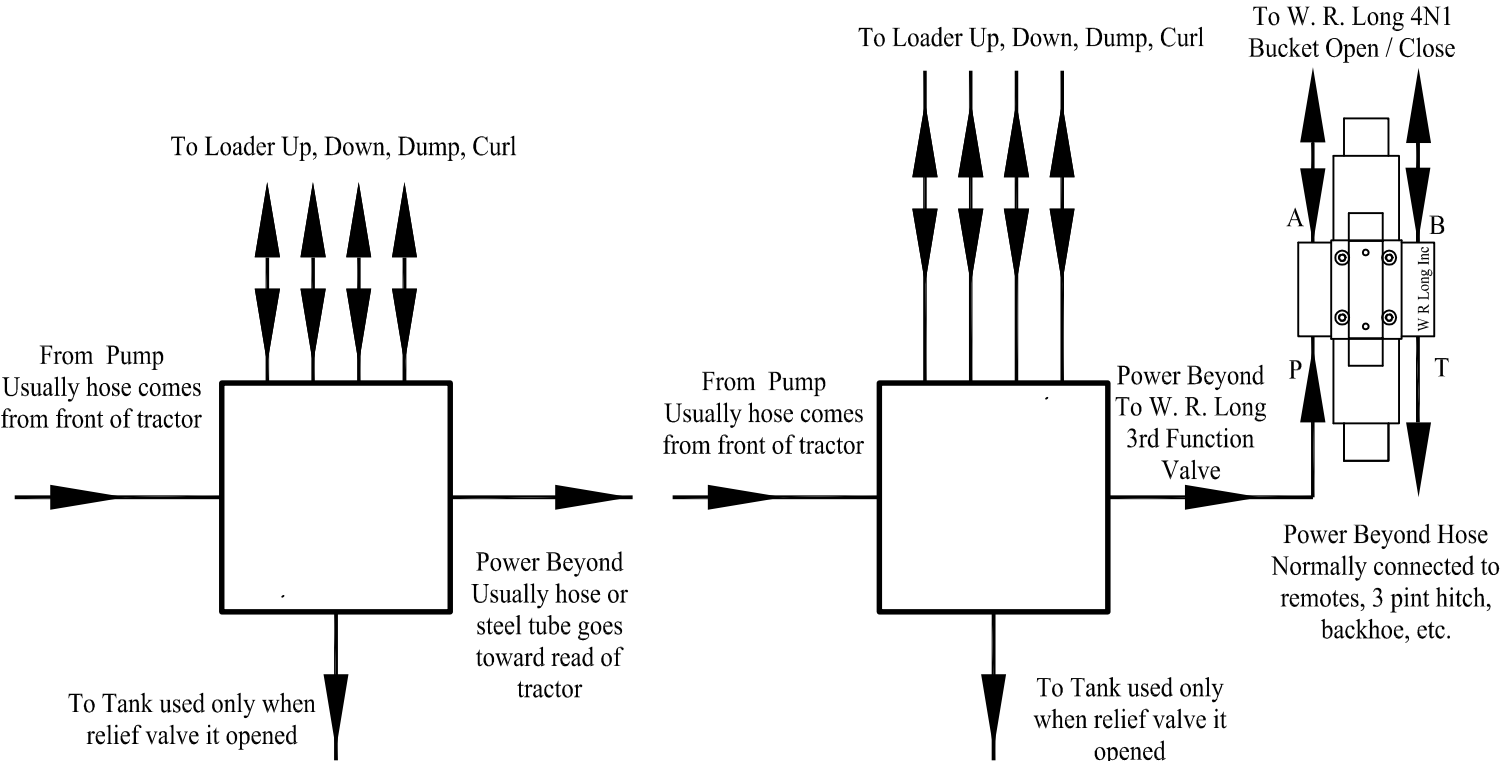 To Loader Up, Down, Dump, Curl
From Pump
Usually hose comes
from front of tractor
Power Beyond
Usually hose or
steel tube goes
toward read of
tractor
To Tank used only when
relief valve it opened
To Loader Up, Down, Dump, Curl
From Pump
Usually hose comes
from front of tractor
Power Beyond
To W. R. Long
3rd Function
Valve
To Tank used only
when relief valve it
opened
To W. R. Long 4N1
Bucket Open / Close
A
B
W R Long Inc
P
T
Power Beyond Hose
Normally connected to
remotes, 3 pint hitch,
backhoe, etc.